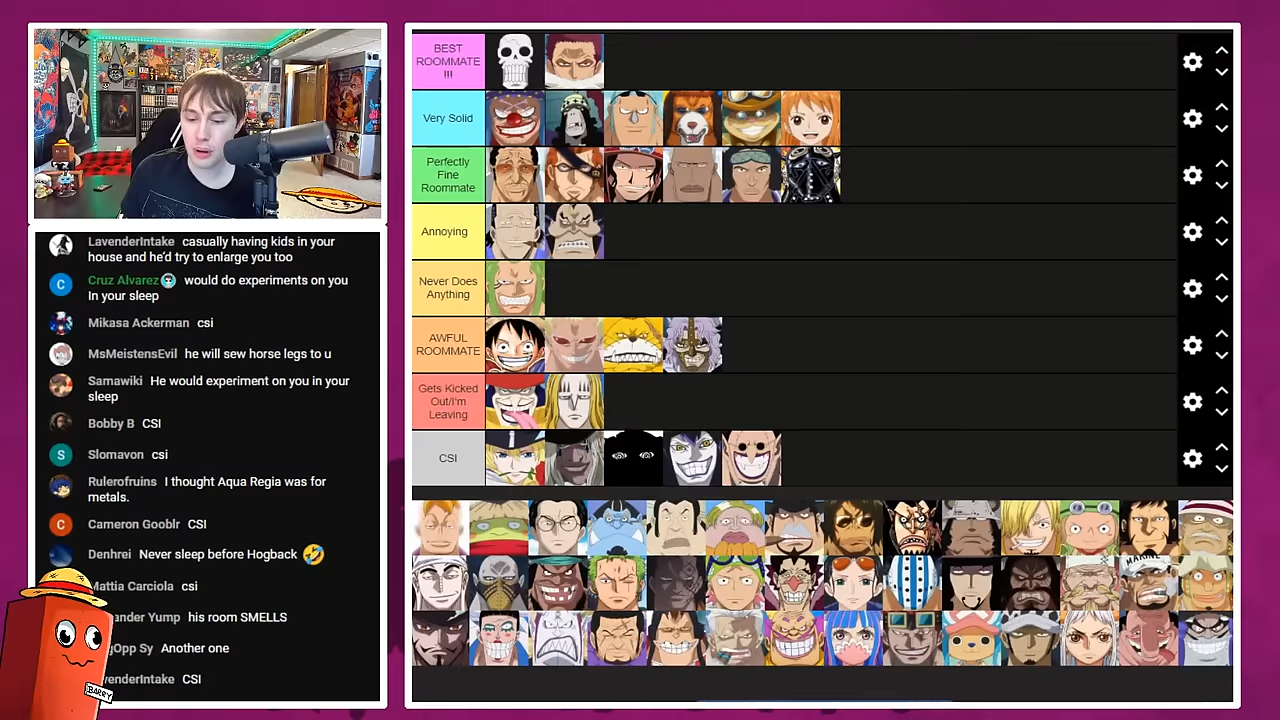 LavenderIntake casually having kids in your
house and he'd try to enlarge you too
C Cruz Alvarez would do experiments on you
In your sleep
Mikasa Ackerman csi
MsMeistensEvil he will sew horse legs to u
Samawiki He would experiment on you in your
sleep
Bobby B CSI
S Slomavon csi
Rulerofruins I thought Aqua Regia was for
metals.
C Cameron Gooblr CSI
Denhrei Never sleep before Hogback 🤣
Mattia Carciola csi
Yump his room SMELLS
Sy Another one
CSI
BARRY
BEST
ROOMMATE
!!!
Very Solid
Perfectly
Fine
Roommate
Annoying
Never Does
Anything
AWFUL
ROOMMATE
Gets Kicked
Out/I'm
Leaving
CSI
MARINE